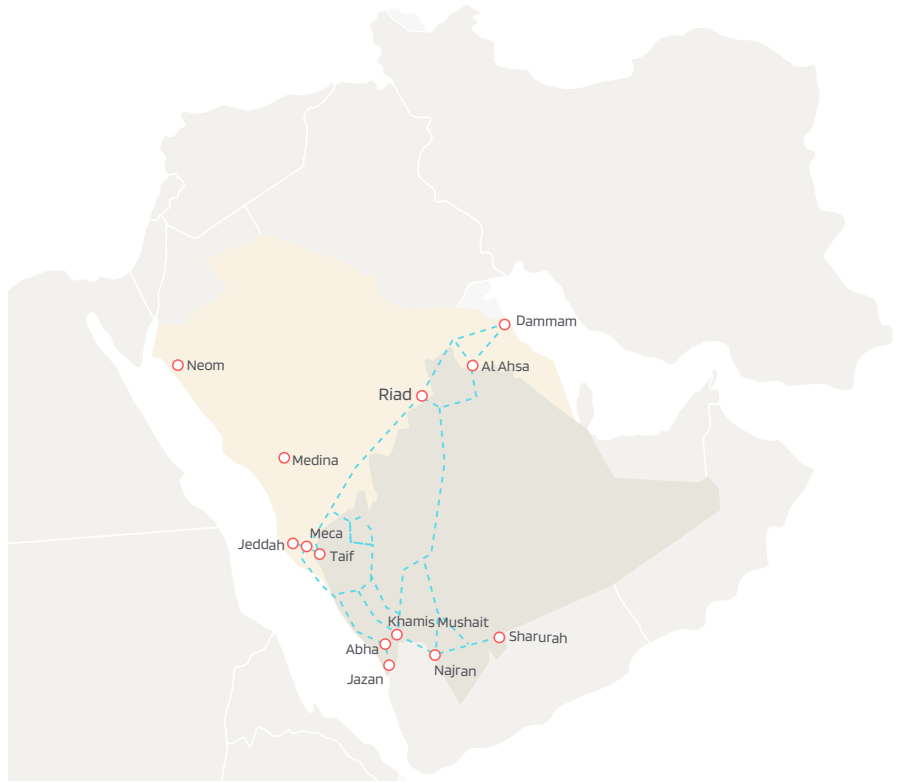 Dammam
Neom
Al Ahsa
Riad
Medina
Meca
Jeddah
Taif
Khamis Mushait
Sharurah
Abha
Najran
Jazan